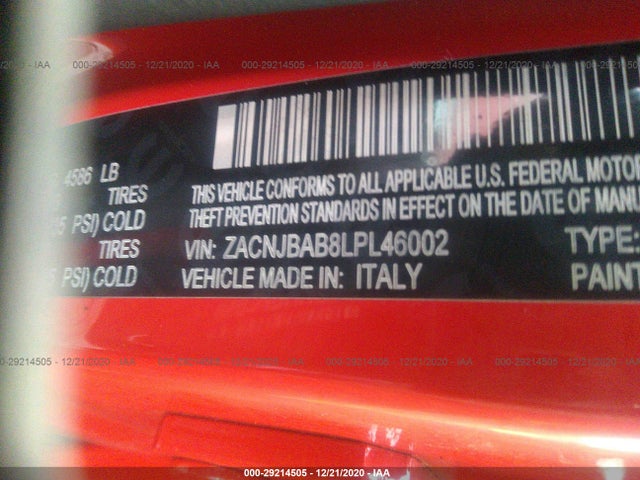 000-29214505 - 12/21/2020 - IAA
4586 LB
TIRES
PSI) COLD
TIRES
PSI) COLD
THIS VEHICLE CONFORMS TO ALL APPLICABLE U.S. FEDERAL MOTOR
THEFT PREVENTION STANDARDS IN EFFECT ON THE DATE OF MANU
VIN: ZACNJBAB8LPL46002
TYPE:
VEHICLE MADE IN: ITALY
PAINT
000-29214505 - 12/21/2020 - IAA
000-29214505 - 12/21/2020 - IAA